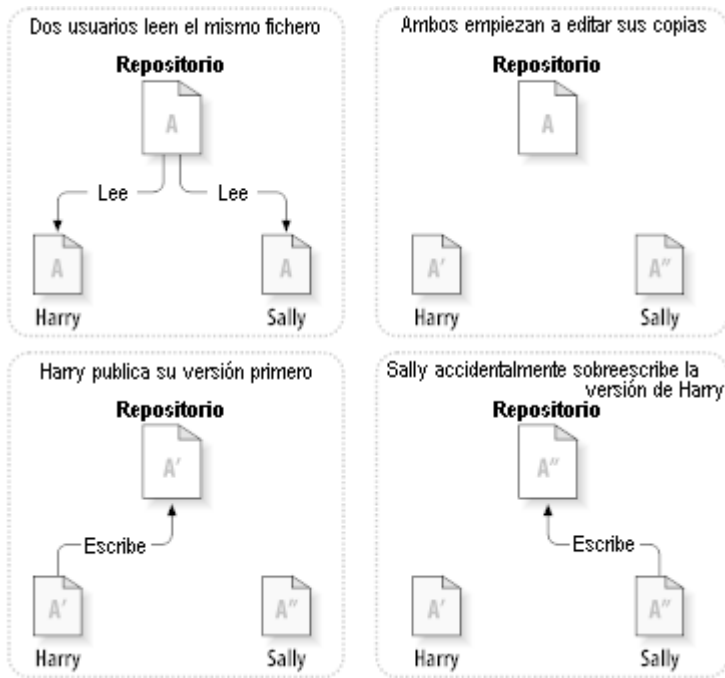 Dos usuarios leen el mismo fichero
Repositorio
A
Lee
Lee
A
A
Harry
Sally
Ambos empiezan a editar sus copias
Repositorio
A
A′
A″
Harry
Sally
Harry publica su versión primero
Repositorio
A′
Escribe
A′
A″
Harry
Sally
Sally accidentalmente sobreescribe la
versión de Harry
Repositorio
A″
Escribe
A′
A″
Harry
Sally